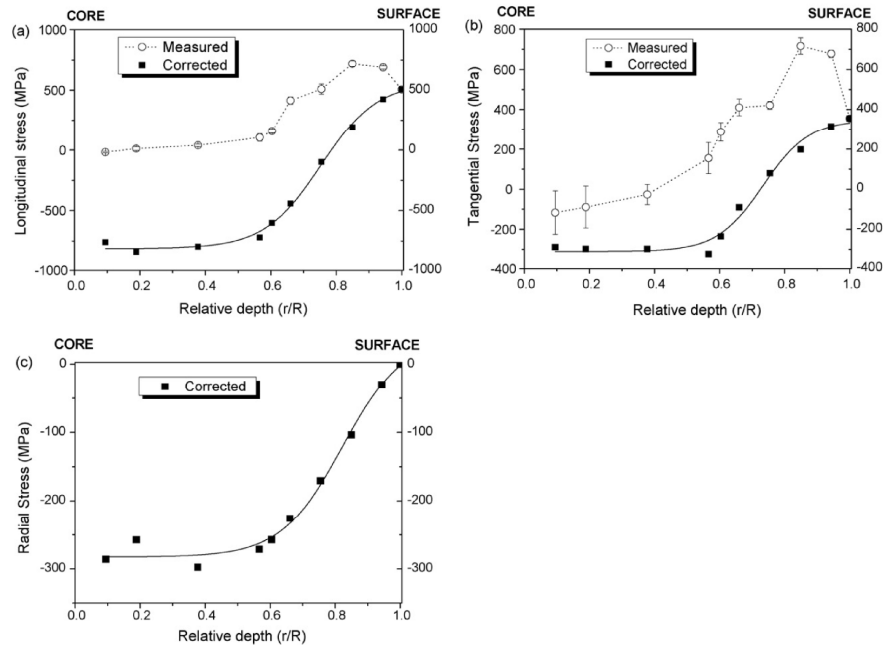 CORE SURFACE
(a)
Measured
Corrected
Longitudinal stress (MPa)
1000 1000
500 500
0 0
-500 -500
-1000 -1000
0.0 0.2 0.4 0.6 0.8 1.0
Relative depth (r/R)
CORE SURFACE
(b)
Measured
Corrected
Tangential Stress (MPa)
800 800
600 600
400 400
200 200
0 0
-200 -200
-400 -400
0.0 0.2 0.4 0.6 0.8 1.0
Relative depth (r/R)
CORE SURFACE
(c)
Corrected
Radial Stress (MPa)
0 0
-100 -100
-200 -200
-300 -300
0.0 0.2 0.4 0.6 0.8 1.0
Relative depth (r/R)